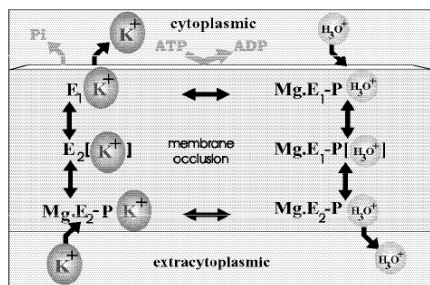 cytoplasmic
Pi K+ ATP ADP H3O+
E1 K+ Mg.E1-P H3O+
E2[ K+ ] membrane occlusion Mg.E1-P[ H3O+ ]
Mg.E2-P K+ Mg.E2-P H3O+
K+ extracytoplasmic H3O+